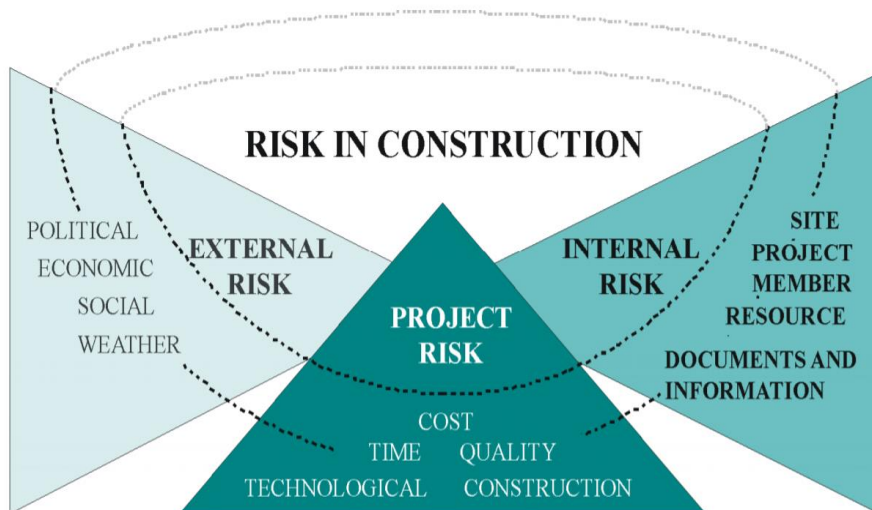 RISK IN CONSTRUCTION
POLITICAL
ECONOMIC
SOCIAL
WEATHER
EXTERNAL
RISK
PROJECT
RISK
COST
TIME QUALITY
TECHNOLOGICAL CONSTRUCTION
INTERNAL
RISK
SITE
PROJECT
MEMBER
RESOURCE
DOCUMENTS AND
INFORMATION